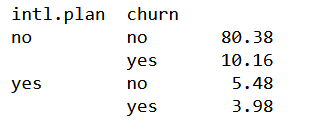 intl.plan  churn
no         no       80.38
           yes      10.16
yes        no        5.48
           yes       3.98